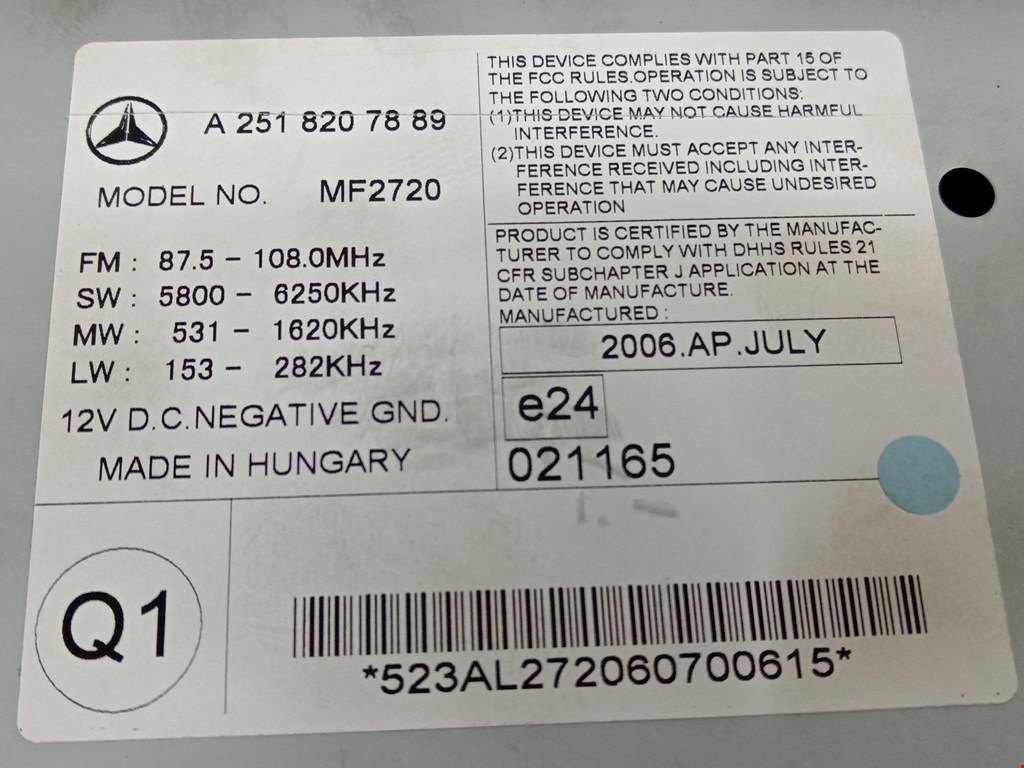 A 251 820 78 89
MODEL NO. MF2720
FM : 87.5 - 108.0MHz
SW : 5800 - 6250KHz
MW : 531 - 1620KHz
LW : 153 - 282KHz
12V D.C.NEGATIVE GND.
MADE IN HUNGARY
THIS DEVICE COMPLIES WITH PART 15 OF
THE FCC RULES.OPERATION IS SUBJECT TO
THE FOLLOWING TWO CONDITIONS:
(1)THIS DEVICE MAY NOT CAUSE HARMFUL
INTERFERENCE.
(2)THIS DEVICE MUST ACCEPT ANY INTER-
FERENCE RECEIVED INCLUDING INTER-
FERENCE THAT MAY CAUSE UNDESIRED
OPERATION
PRODUCT IS CERTIFIED BY THE MANUFAC-
TURER TO COMPLY WITH DHHS RULES 21
CFR SUBCHAPTER J APPLICATION AT THE
DATE OF MANUFACTURE.
MANUFACTURED :
2006.AP.JULY
e24
021165
Q1
*523AL272060700615*